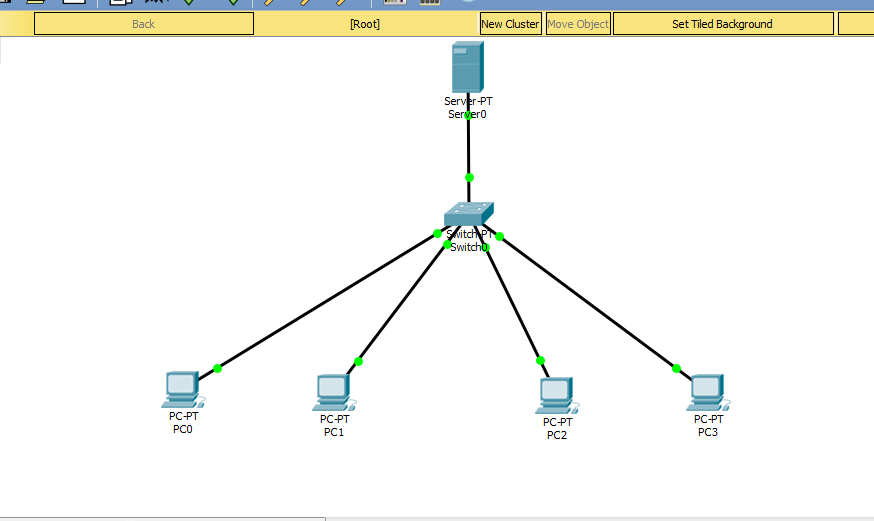 Back
[Root]
New Cluster
Move Object
Set Tiled Background
Server-PT
Server0
Switch-PT
Switch0
PC-PT
PC0
PC-PT
PC1
PC-PT
PC2
PC-PT
PC3